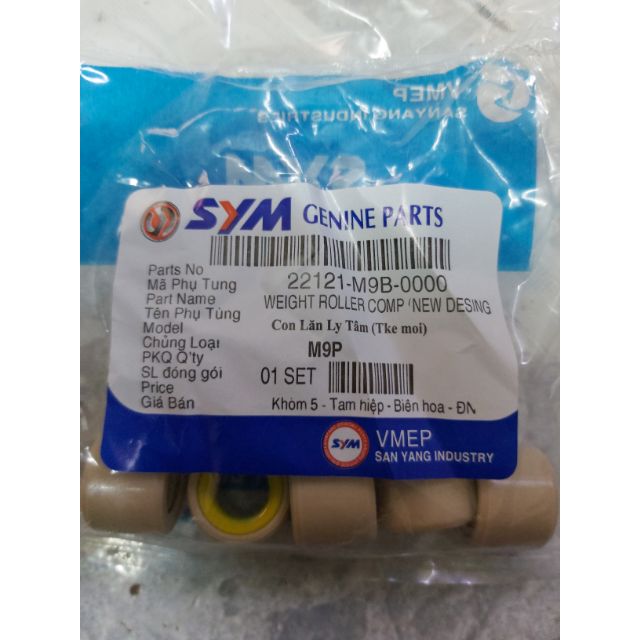 VMEP
SANYANG INDUSTRIES
SYM
SYM GENINE PARTS
Parts No
Mã Phụ Tung 22121-M9B-0000
Part Name WEIGHT ROLLER COMP 'NEW DESING
Tên Phụ Tùng
Model Con Lăn Ly Tâm (Tke moi)
Chủng Loại M9P
PKQ Q'ty
SL đóng gói 01 SET
Price
Giá Bán Khòm 5 - Tam hiệp - Biên hoa - ĐN
SYM VMEP
SAN YANG INDUSTRY